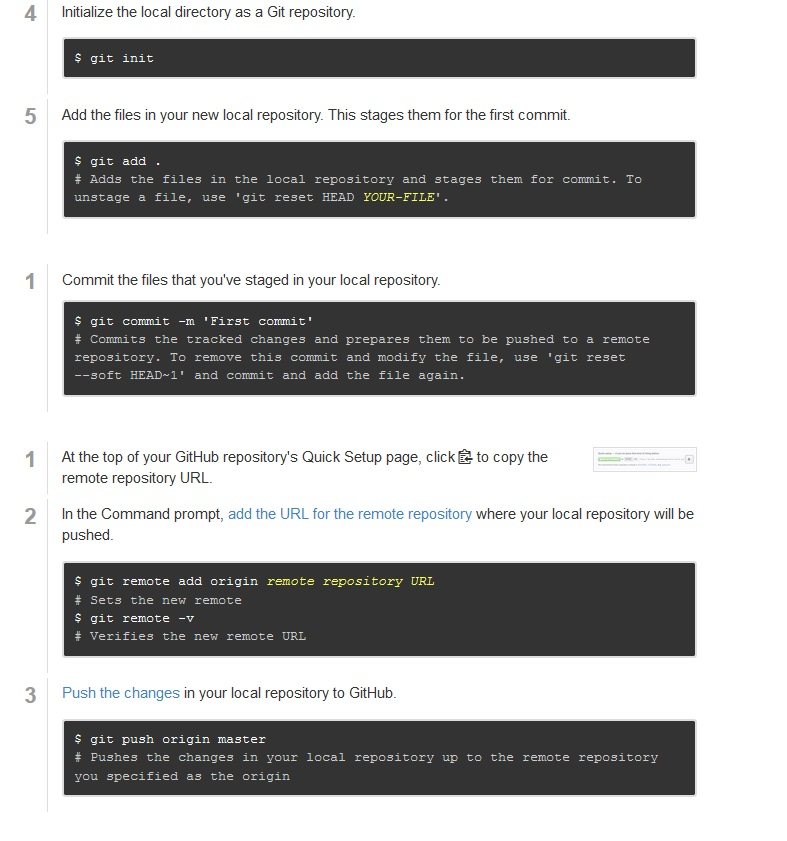 4 Initialize the local directory as a Git repository.
$ git init
5 Add the files in your new local repository. This stages them for the first commit.
$ git add .
# Adds the files in the local repository and stages them for commit. To
unstage a file, use 'git reset HEAD YOUR-FILE'.
1 Commit the files that you've staged in your local repository.
$ git commit -m 'First commit'
# Commits the tracked changes and prepares them to be pushed to a remote
repository. To remove this commit and modify the file, use 'git reset
--soft HEAD~1' and commit and add the file again.
1 At the top of your GitHub repository's Quick Setup page, click to copy the
remote repository URL.
2 In the Command prompt, add the URL for the remote repository where your local repository will be
pushed.
$ git remote add origin remote repository URL
# Sets the new remote
$ git remote -v
# Verifies the new remote URL
3 Push the changes in your local repository to GitHub.
$ git push origin master
# Pushes the changes in your local repository up to the remote repository
you specified as the origin